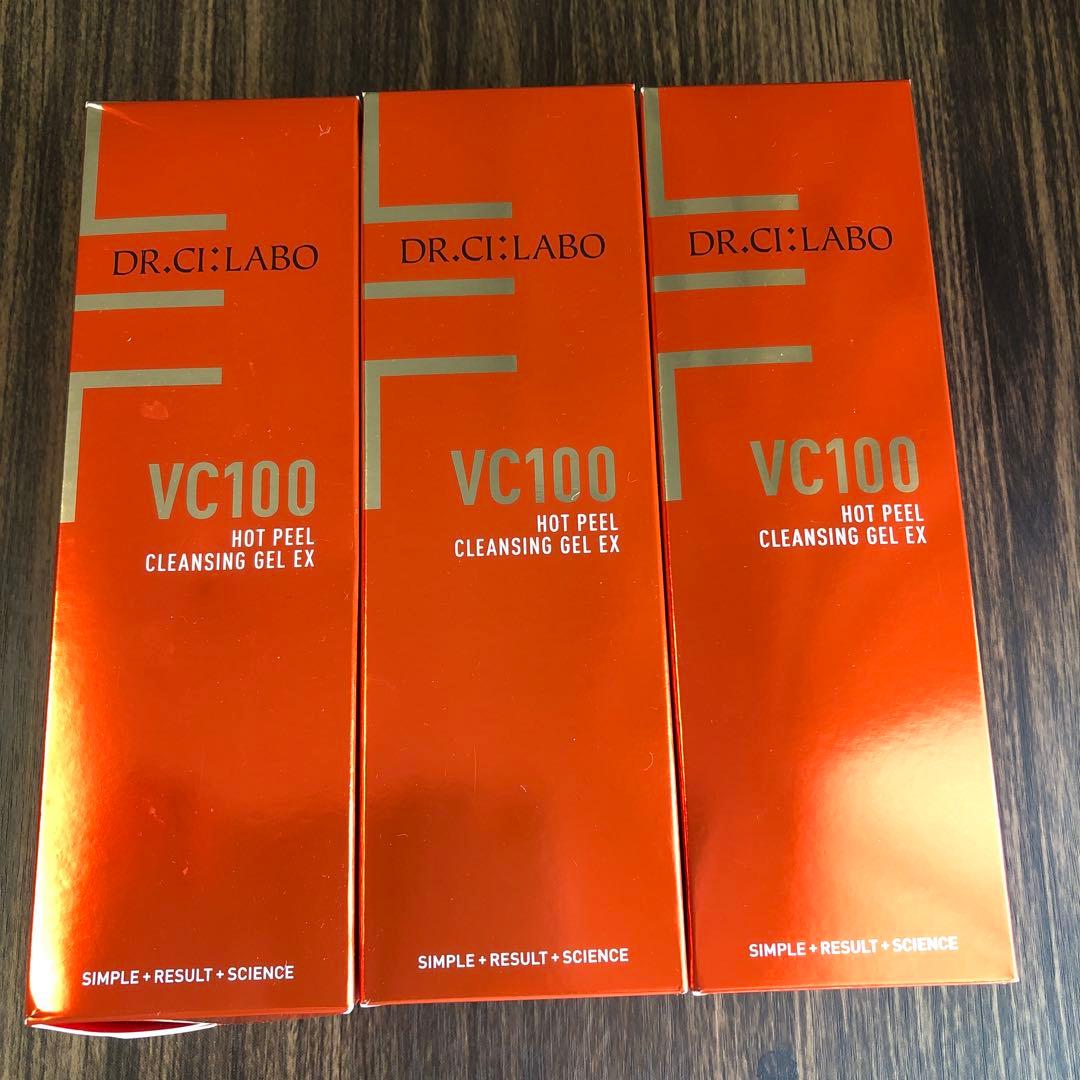 DR.CI:LABO
VC100
HOT PEEL
CLEANSING GEL EX
SIMPLE+RESULT+SCIENCE
DR.CI:LABO
VC100
HOT PEEL
CLEANSING GEL EX
SIMPLE+RESULT+SCIENCE
DR.CI:LABO
VC100
HOT PEEL
CLEANSING GEL EX
SIMPLE+RESULT+SCIENCE